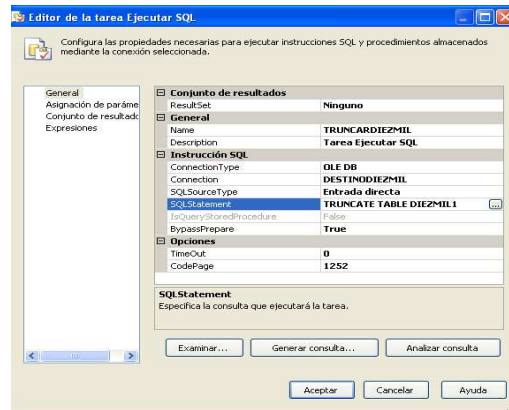 Editor de la tarea Ejecutar SQL
Configura las propiedades necesarias para ejecutar instrucciones SQL y procedimientos almacenados
mediante la conexión seleccionada.
General
Asignación de paráme
Conjunto de resultadc
Expresiones
Conjunto de resultados
ResultSet Ninguno
General
Name TRUNCARDIEZMIL
Description Tarea Ejecutar SQL
Instrucción SQL
ConnectionType OLE DB
Connection DESTINODIEZMIL
SQLSourceType Entrada directa
SQLStatement TRUNCATE TABLE DIEZMIL1 ...
IsQueryStoredProcedure False
BypassPrepare True
Opciones
TimeOut 0
CodePage 1252
SQLStatement
Especifica la consulta que ejecutará la tarea.
Examinar... Generar consulta... Analizar consulta
Aceptar Cancelar Ayuda